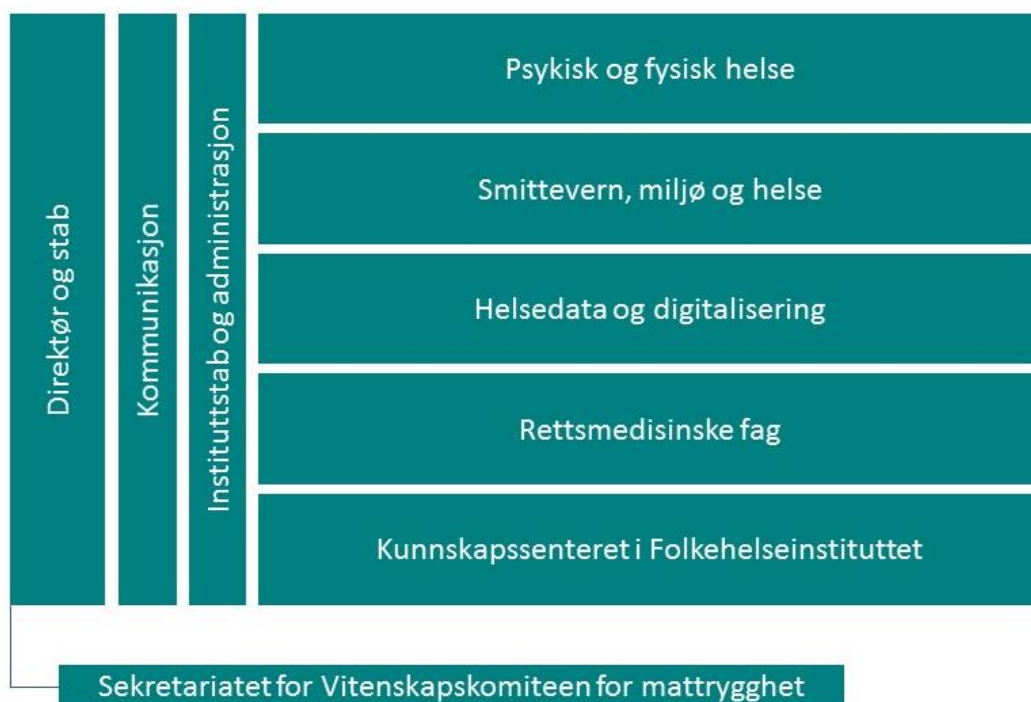 Direktør og stab
Kommunikasjon
Instituttstab og administrasjon
Psykisk og fysisk helse
Smittevern, miljø og helse
Helsedata og digitalisering
Rettsmedisinske fag
Kunnskapssenteret i Folkehelseinstituttet
Sekretariatet for Vitenskapskomiteen for mattrygghet